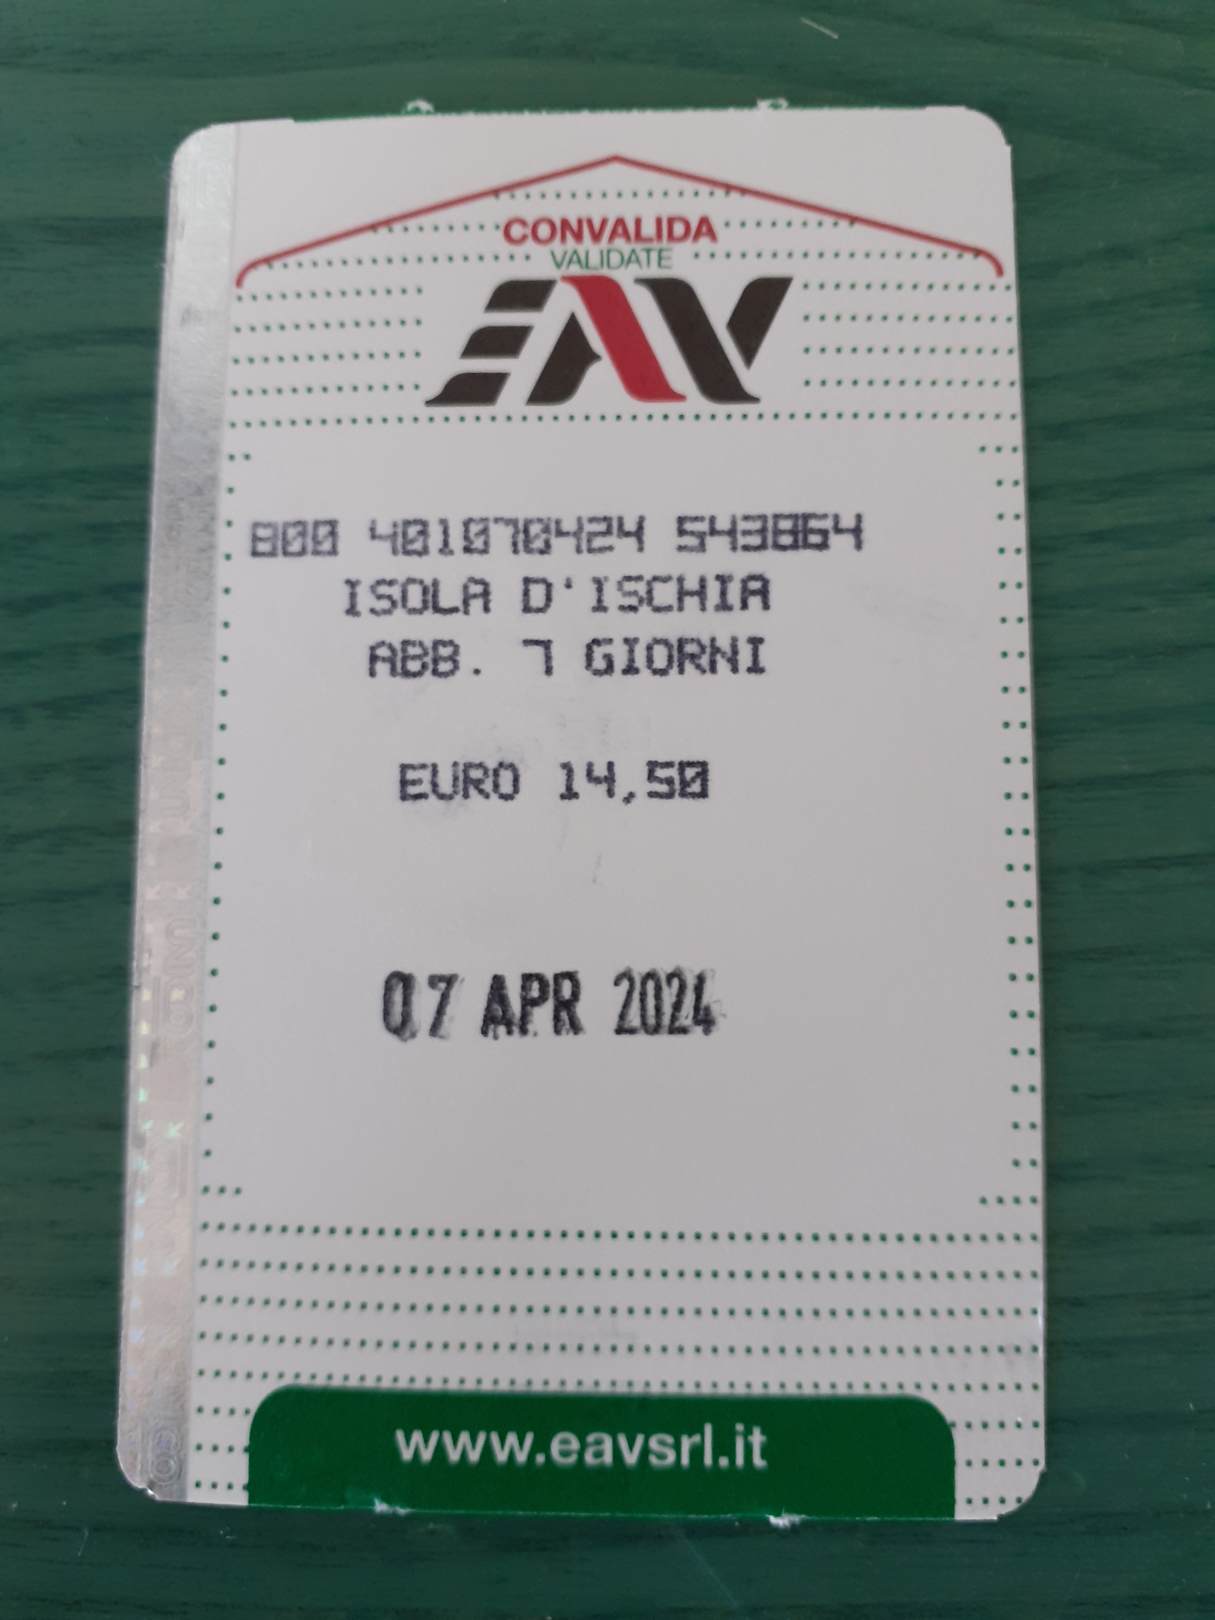 CONVALIDA
VALIDATE
EAV
800 401070424 543864
ISOLA D'ISCHIA
ABB. 7 GIORNI
EURO 14,50
07 APR 2024
www.eavsrl.it